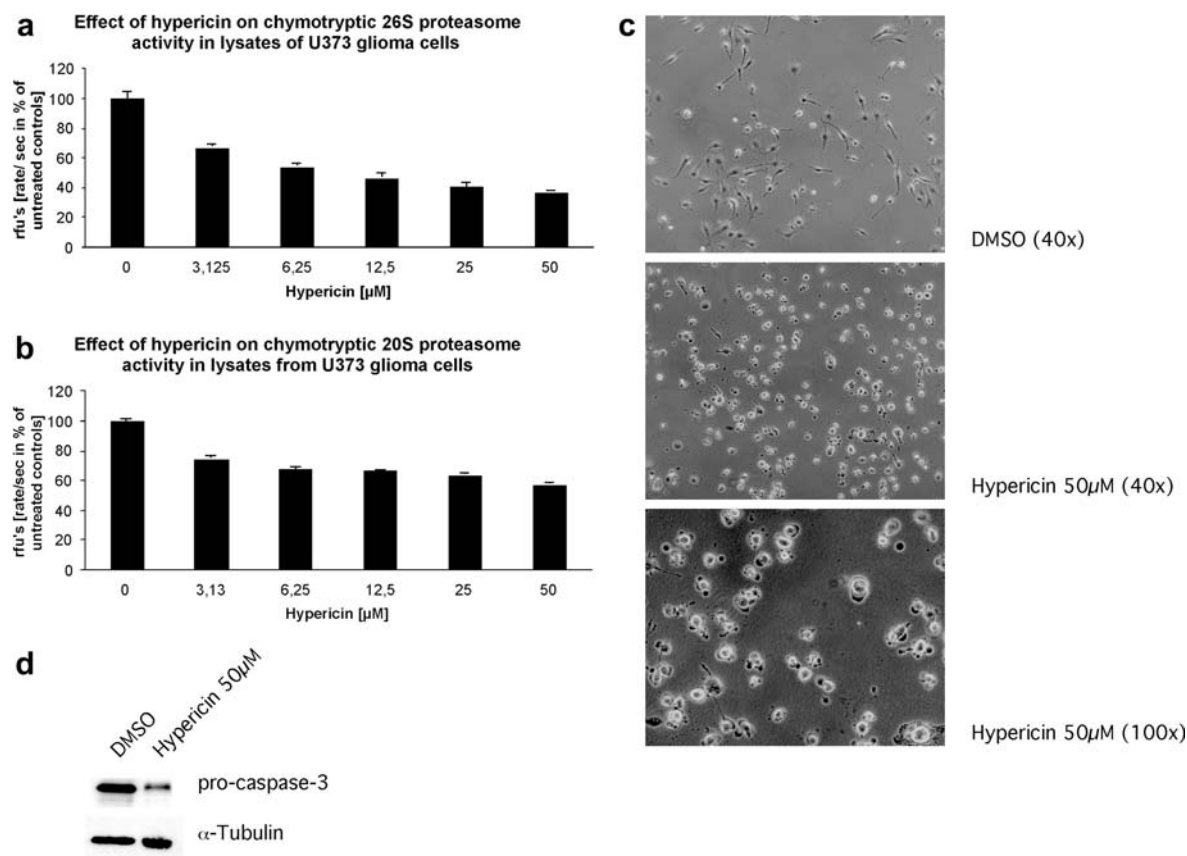 a
Effect of hypericin on chymotryptic 26S proteasome
activity in lysates of U373 glioma cells
rfu's [rate/ sec in % of
untreated controls]
120
100
80
60
40
20
0
0 3,125 6,25 12,5 25 50
Hypericin [µM]
b
Effect of hypericin on chymotryptic 20S proteasome
activity in lysates from U373 glioma cells
rfu's [rate/sec in % of
untreated controls]
120
100
80
60
40
20
0
0 3,13 6,25 12,5 25 50
Hypericin [µM]
c
DMSO (40x)
Hypericin 50µM (40x)
Hypericin 50µM (100x)
d
DMSO
Hypericin 50µM
pro-caspase-3
α-Tubulin